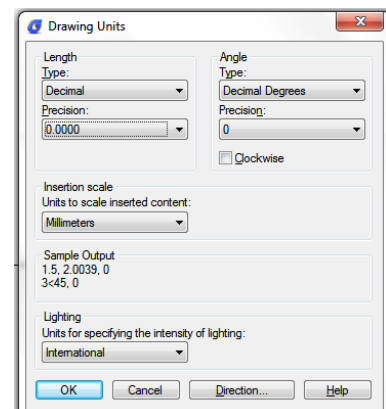 Drawing Units
Length
Type:
Decimal
Precision:
0.0000
Angle
Type:
Decimal Degrees
Precision:
0
Clockwise
Insertion scale
Units to scale inserted content:
Millimeters
Sample Output
1.5, 2.0039, 0
3<45, 0
Lighting
Units for specifying the intensity of lighting:
International
OK
Cancel
Direction...
Help